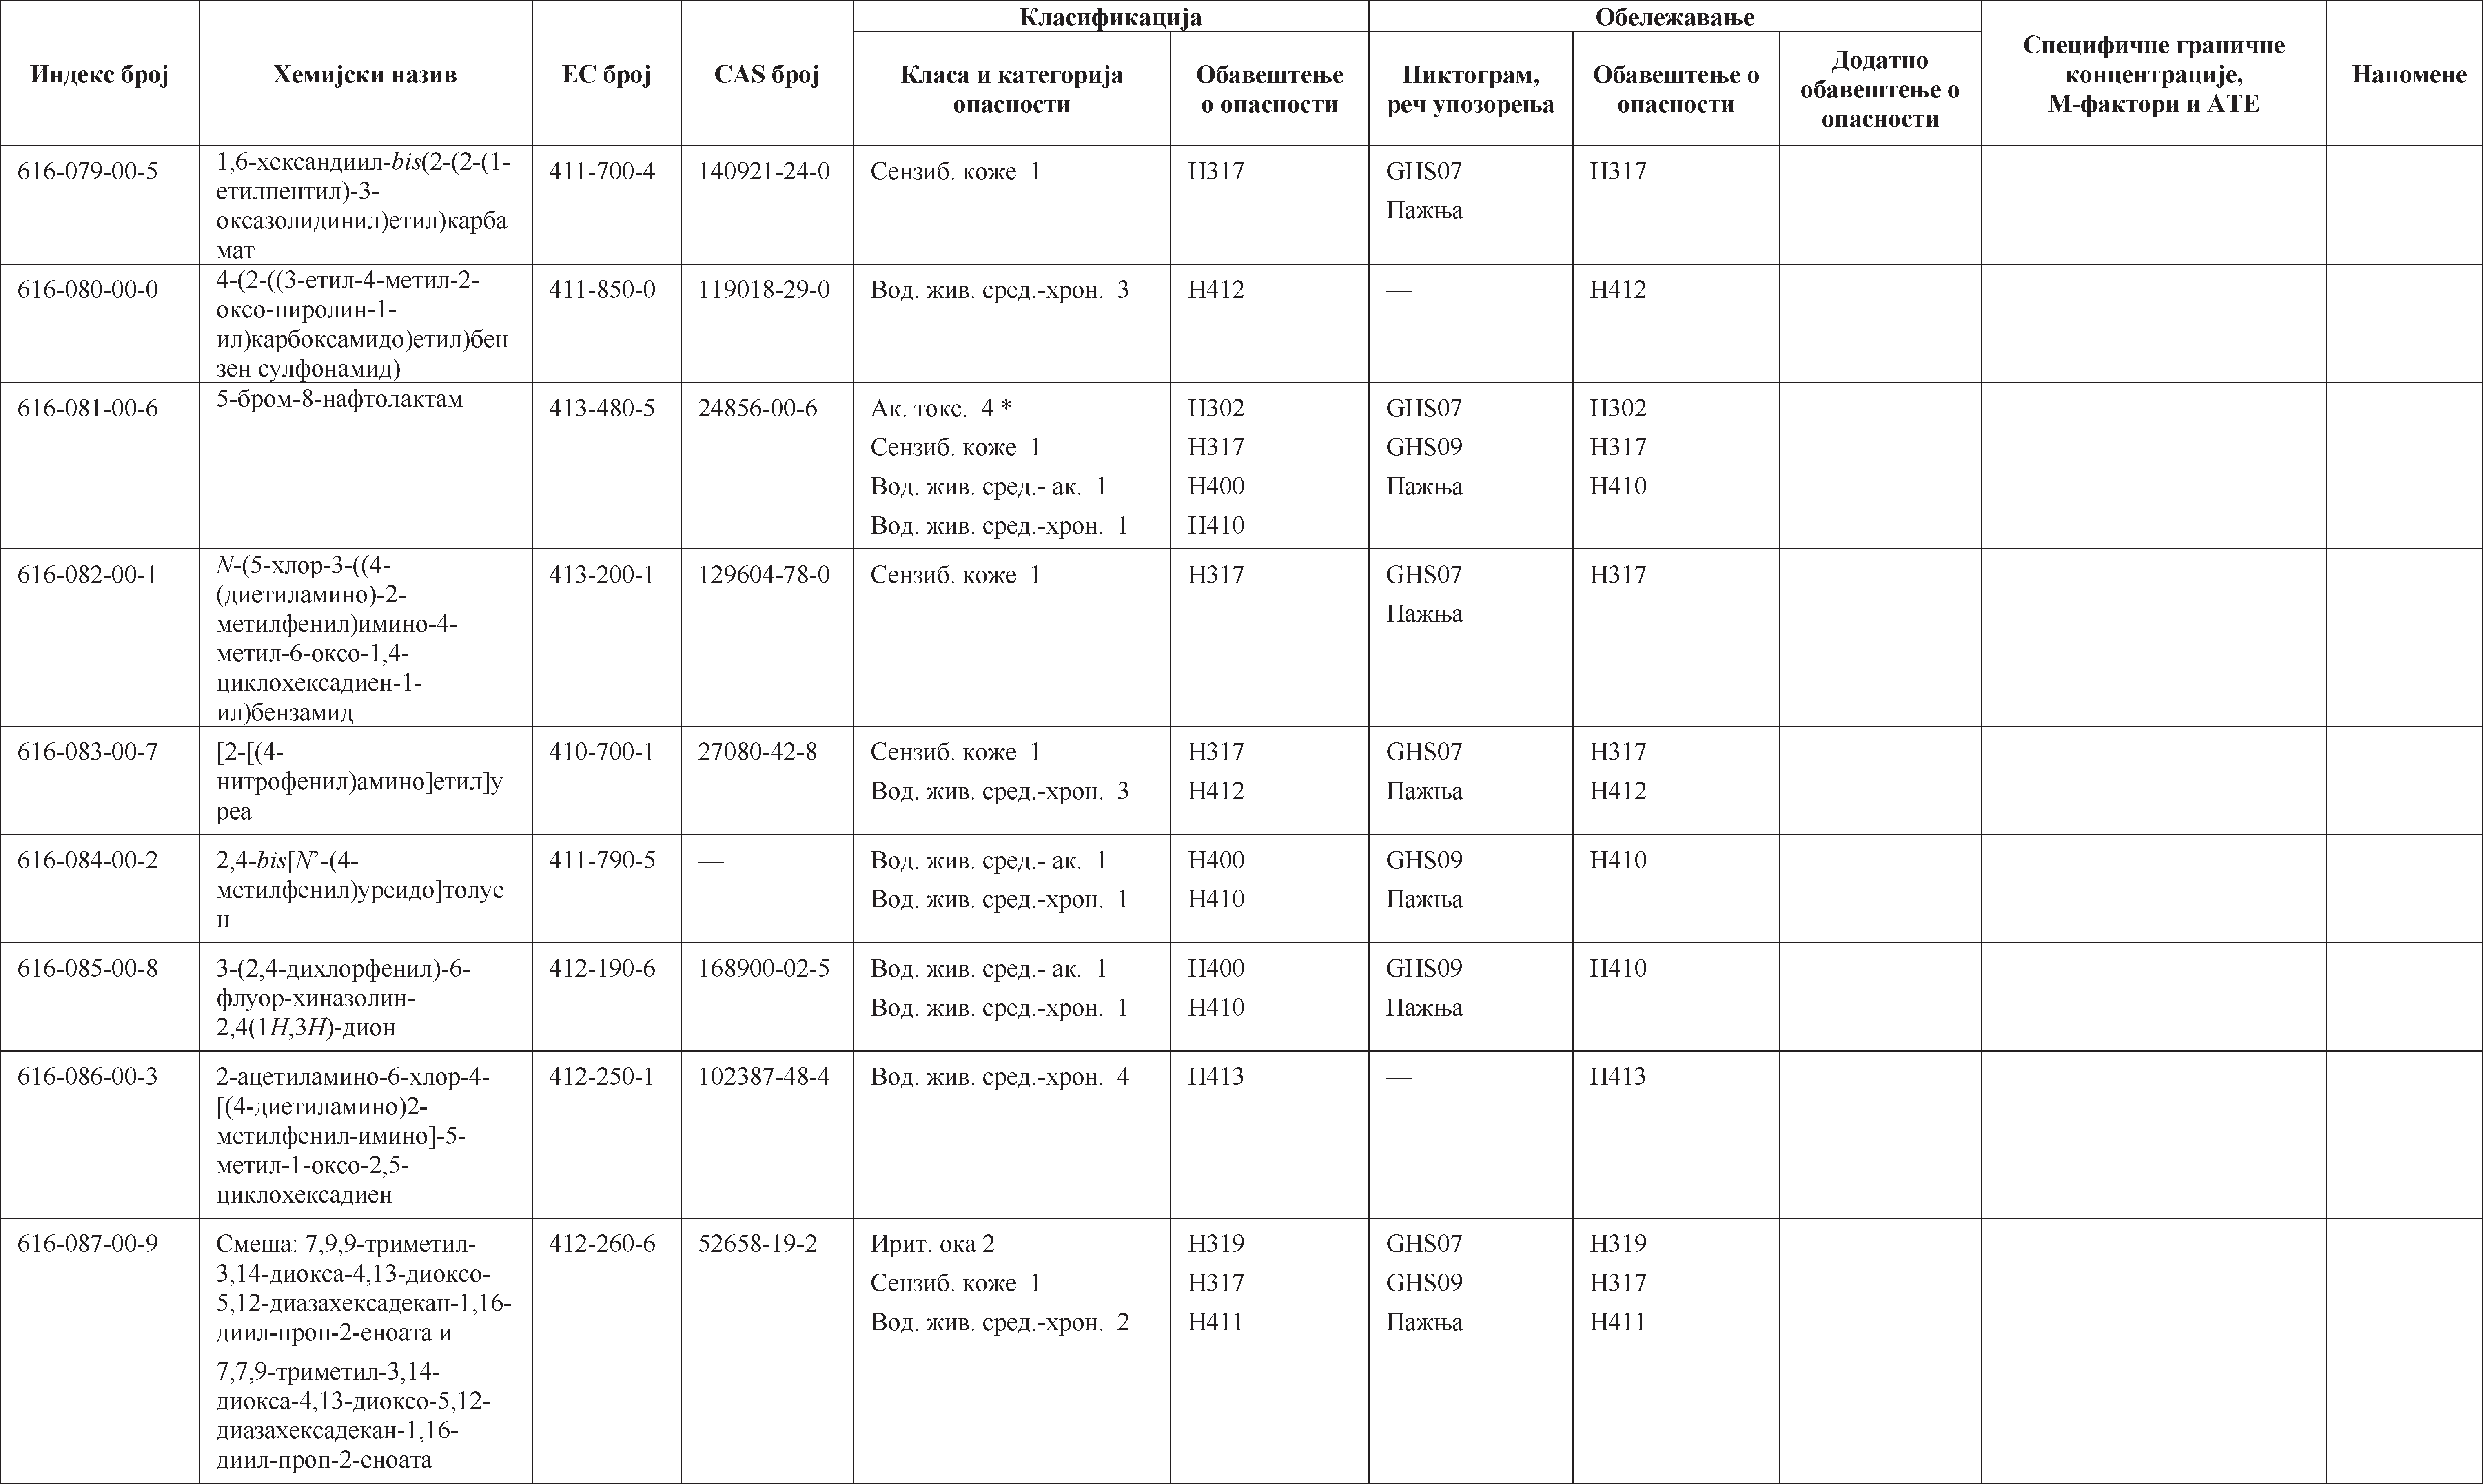 Класификација
Обележавање
Индекс број
Хемијски назив
ЕС број
CAS број
Класа и категорија
опасности
Обавештење
о опасности
Пиктограм,
реч упозорења
Обавештење о
опасности
Додатно
обавештење о
опасности
Специфичне граничне
концентрације,
М-фактори и АТЕ
Напомене
616-079-00-5
1,6-хександиил-bis(2-(2-(1-
етилпентил)-3-
оксазолидинил)етил)карба
мат
411-700-4
140921-24-0
Сензиб. коже 1
H317
GHS07
Пажња
H317
616-080-00-0
4-(2-((3-етил-4-метил-2-
оксо-пиролин-1-
ил)карбоксамидо)етил)бен
зен сулфонамид)
411-850-0
119018-29-0
Вод. жив. сред.-хрон. 3
H412
—
H412
616-081-00-6
5-бром-8-нафтолактам
413-480-5
24856-00-6
Ак. токс. 4 *
Сензиб. коже 1
Вод. жив. сред.- ак. 1
Вод. жив. сред.-хрон. 1
H302
H317
H400
H410
GHS07
GHS09
Пажња
H302
H317
H410
616-082-00-1
N-(5-хлор-3-((4-
(диетиламино)-2-
метилфенил)имино-4-
метил-6-оксо-1,4-
циклохексадиен-1-
ил)бензамид
413-200-1
129604-78-0
Сензиб. коже 1
H317
GHS07
Пажња
H317
616-083-00-7
[2-[(4-
нитрофенил)амино]етил]у
реа
410-700-1
27080-42-8
Сензиб. коже 1
Вод. жив. сред.-хрон. 3
H317
H412
GHS07
Пажња
H317
H412
616-084-00-2
2,4-bis[N’-(4-
метилфенил)уреидо]толуе
н
411-790-5
—
Вод. жив. сред.- ак. 1
Вод. жив. сред.-хрон. 1
H400
H410
GHS09
Пажња
H410
616-085-00-8
3-(2,4-дихлорфенил)-6-
флуор-хиназолин-
2,4(1H,3H)-дион
412-190-6
168900-02-5
Вод. жив. сред.- ак. 1
Вод. жив. сред.-хрон. 1
H400
H410
GHS09
Пажња
H410
616-086-00-3
2-ацетиламино-6-хлор-4-
[(4-диетиламино)2-
метилфенил-имино]-5-
метил-1-оксо-2,5-
циклохексадиен
412-250-1
102387-48-4
Вод. жив. сред.-хрон. 4
H413
—
H413
616-087-00-9
Смеша: 7,9,9-триметил-
3,14-диокса-4,13-диоксо-
5,12-диазахексадекан-1,16-
диил-проп-2-еноата и
7,7,9-триметил-3,14-
диокса-4,13-диоксо-5,12-
диазахексадекан-1,16-
диил-проп-2-еноата
412-260-6
52658-19-2
Ирит. ока 2
Сензиб. коже 1
Вод. жив. сред.-хрон. 2
H319
H317
H411
GHS07
GHS09
Пажња
H319
H317
H411